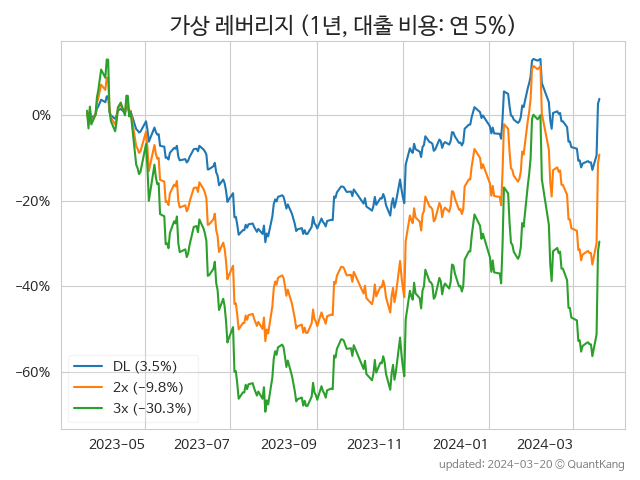 가상 레버리지 (1년, 대출 비용: 연 5%)
0%
−20%
−40%
−60%
DL (3.5%)
2x (−9.8%)
3x (−30.3%)
2023-05 2023-07 2023-09 2023-11 2024-01 2024-03
updated: 2024-03-20 © QuantKang